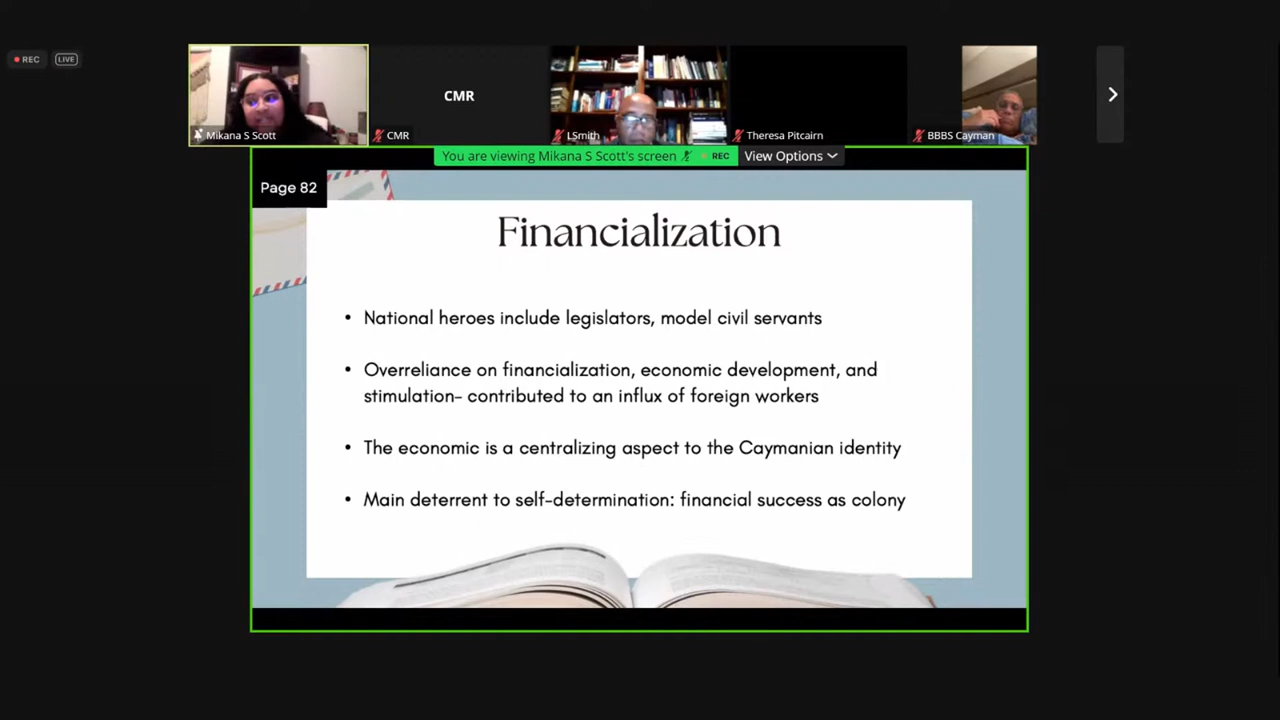 REC
LIVE
CMR
Mikana S Scott
CMR
LSmith
Theresa Pitcairn
BBBS Cayman
You are viewing Mikana S Scott's screen
REC
View Options
Page 82
Financialization
• National heroes include legislators, model civil servants
• Overreliance on financialization, economic development, and
stimulation- contributed to an influx of foreign workers
• The economic is a centralizing aspect to the Caymanian identity
• Main deterrent to self-determination: financial success as colony